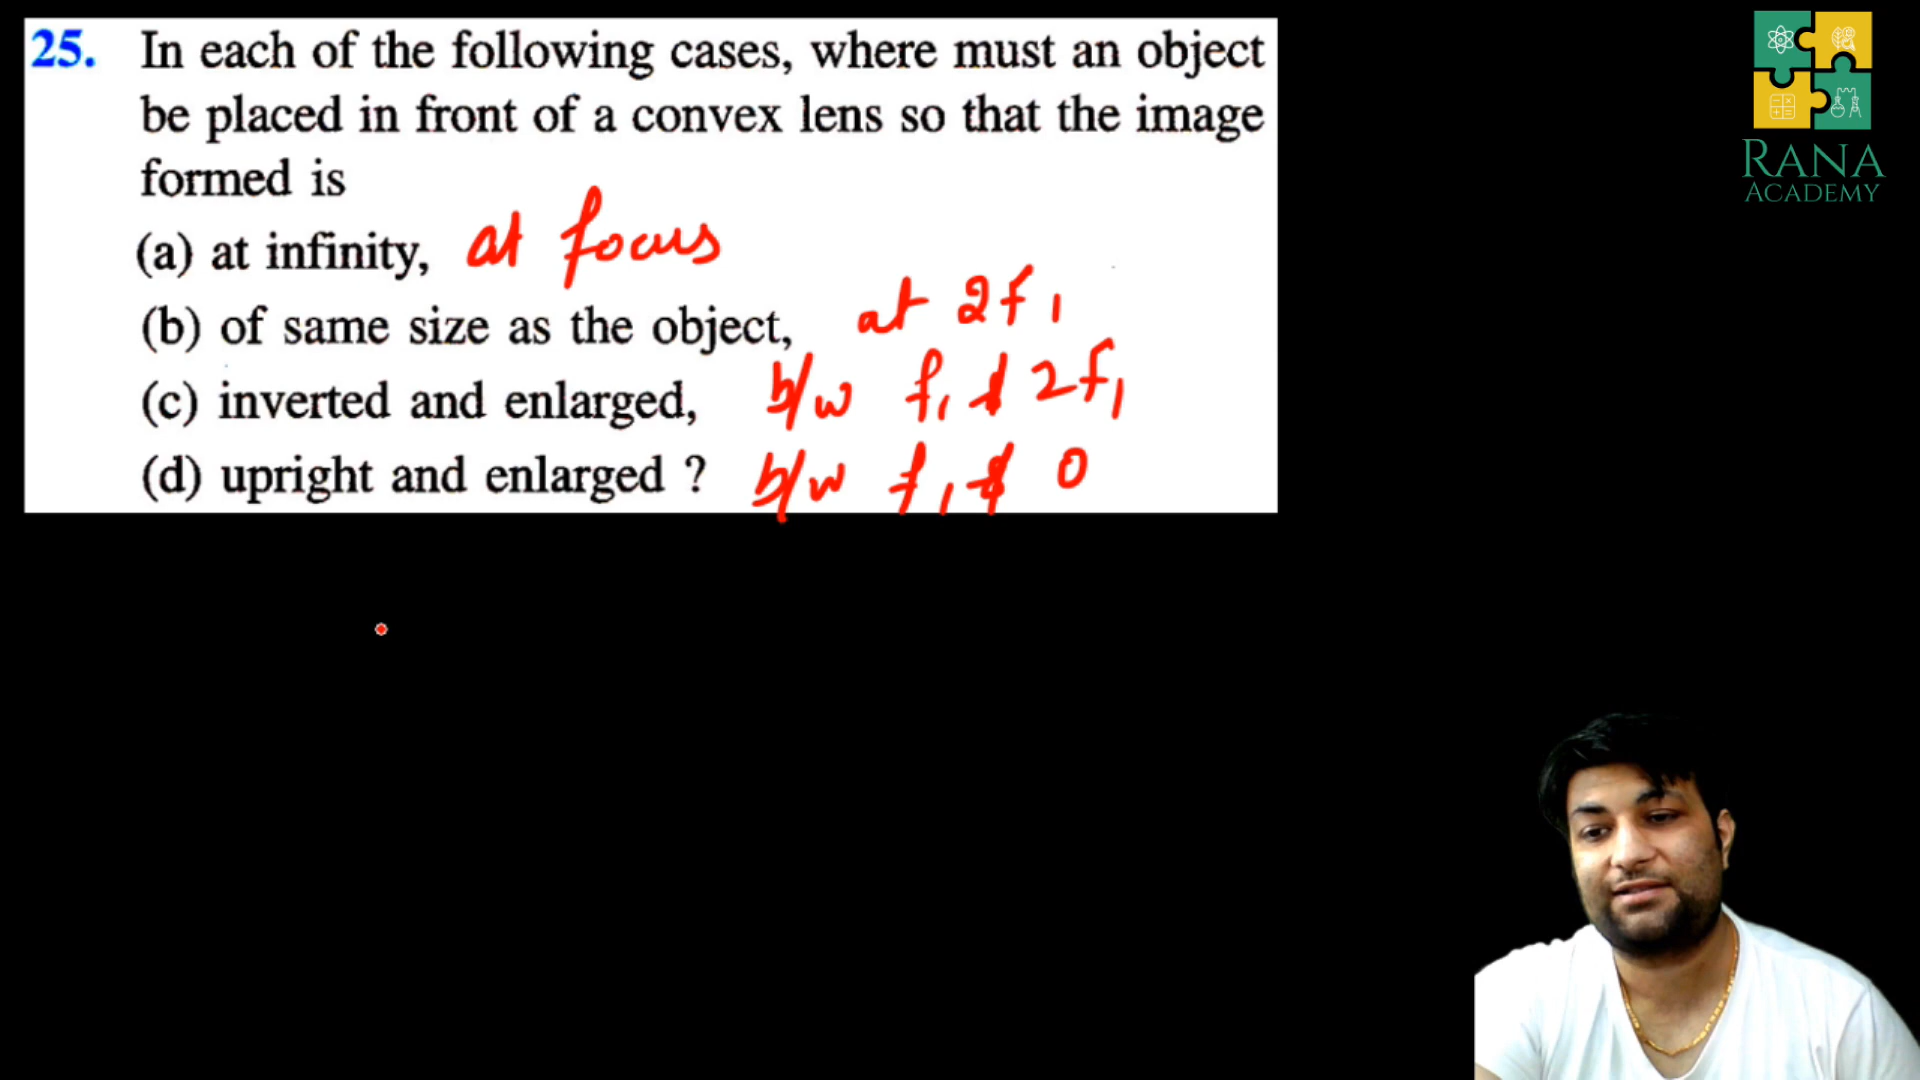 25. In each of the following cases, where must an object
be placed in front of a convex lens so that the image
formed is
(a) at infinity, at focus
(b) of same size as the object, at 2f1
(c) inverted and enlarged, b/w f1 & 2f1
(d) upright and enlarged ? b/w f1 & 0
RANA
ACADEMY